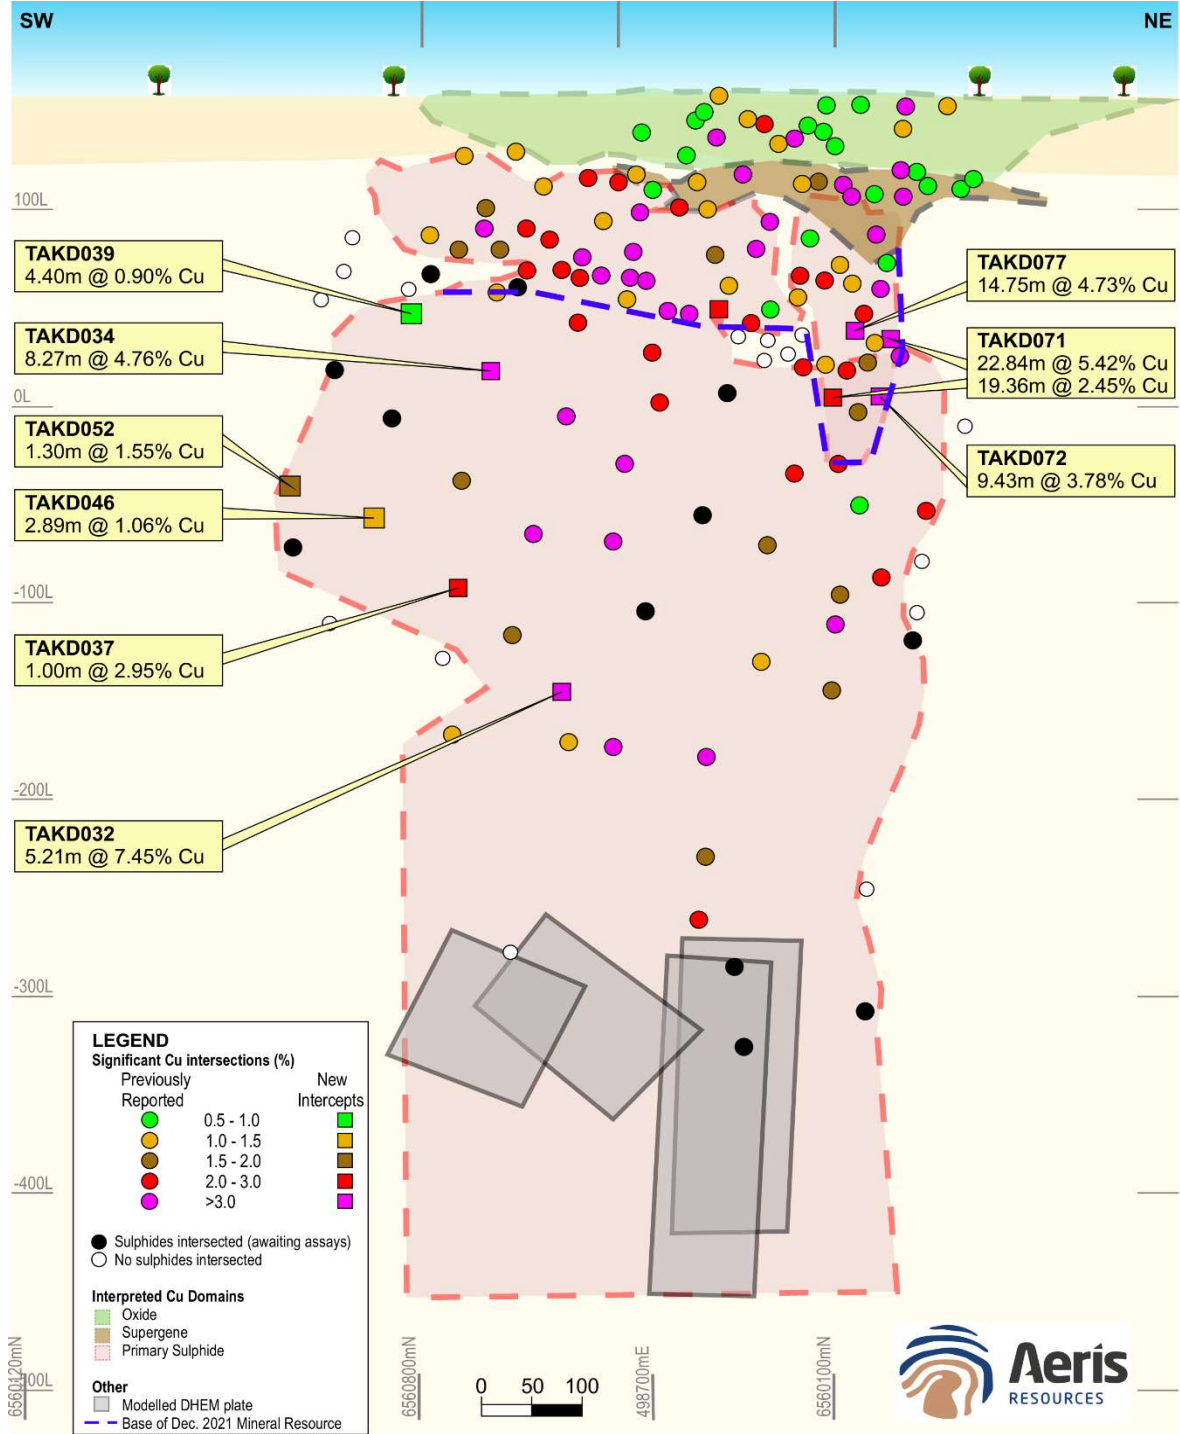 SW
NE
100L
TAKD039
4.40m @ 0.90% Cu
TAKD077
14.75m @ 4.73% Cu
TAKD034
8.27m @ 4.76% Cu
TAKD071
22.84m @ 5.42% Cu
19.36m @ 2.45% Cu
0L
TAKD052
1.30m @ 1.55% Cu
TAKD072
9.43m @ 3.78% Cu
TAKD046
2.89m @ 1.06% Cu
-100L
TAKD037
1.00m @ 2.95% Cu
-200L
TAKD032
5.21m @ 7.45% Cu
-300L
LEGEND
Significant Cu intersections (%)
Previously New
Reported Intercepts
0.5 - 1.0
1.0 - 1.5
1.5 - 2.0
2.0 - 3.0
>3.0
Sulphides intersected (awaiting assays)
No sulphides intersected
Interpreted Cu Domains
Oxide
Supergene
Primary Sulphide
Other
Modelled DHEM plate
Base of Dec. 2021 Mineral Resource
-400L
6560120mN
6560800mN
498700mE
6560100mN
0 50 100
Aeris
RESOURCES